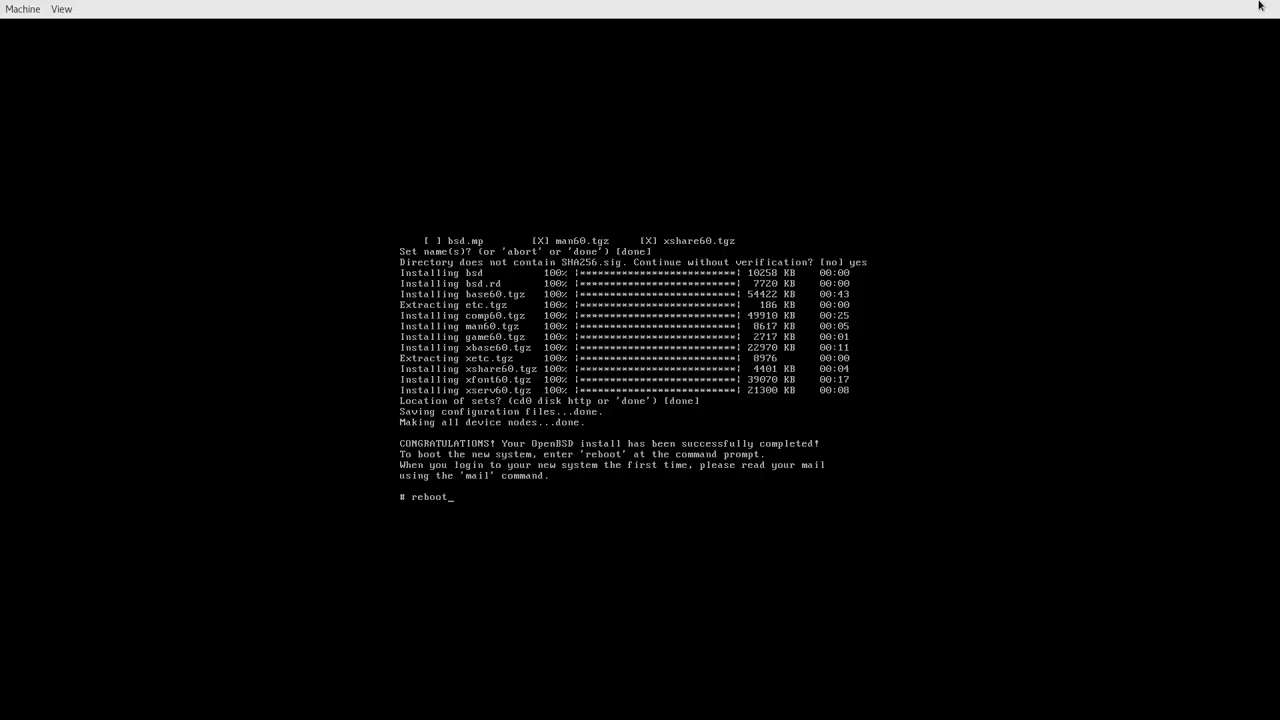 Machine View
[ ] bsd.mp [X] man60.tgz [X] xshare60.tgz
Set name(s)? (or 'abort' or 'done') [done]
Directory does not contain SHA256.sig. Continue without verification? [no] yes
Installing bsd 100% |**************************| 10258 KB 00:00
Installing bsd.rd 100% |**************************| 7720 KB 00:00
Installing base60.tgz 100% |**************************| 54422 KB 00:43
Extracting etc.tgz 100% |**************************| 186 KB 00:00
Installing comp60.tgz 100% |**************************| 49910 KB 00:25
Installing man60.tgz 100% |**************************| 8617 KB 00:05
Installing game60.tgz 100% |**************************| 2717 KB 00:01
Installing xbase60.tgz 100% |**************************| 22970 KB 00:11
Extracting xetc.tgz 100% |**************************| 8976 00:00
Installing xshare60.tgz 100% |**************************| 4401 KB 00:04
Installing xfont60.tgz 100% |**************************| 39070 KB 00:17
Installing xserv60.tgz 100% |**************************| 21300 KB 00:08
Location of sets? (cd0 disk http or 'done') [done]
Saving configuration files...done.
Making all device nodes...done.
CONGRATULATIONS! Your OpenBSD install has been successfully completed!
To boot the new system, enter 'reboot' at the command prompt.
When you login to your new system the first time, please read your mail
using the 'mail' command.
# reboot_